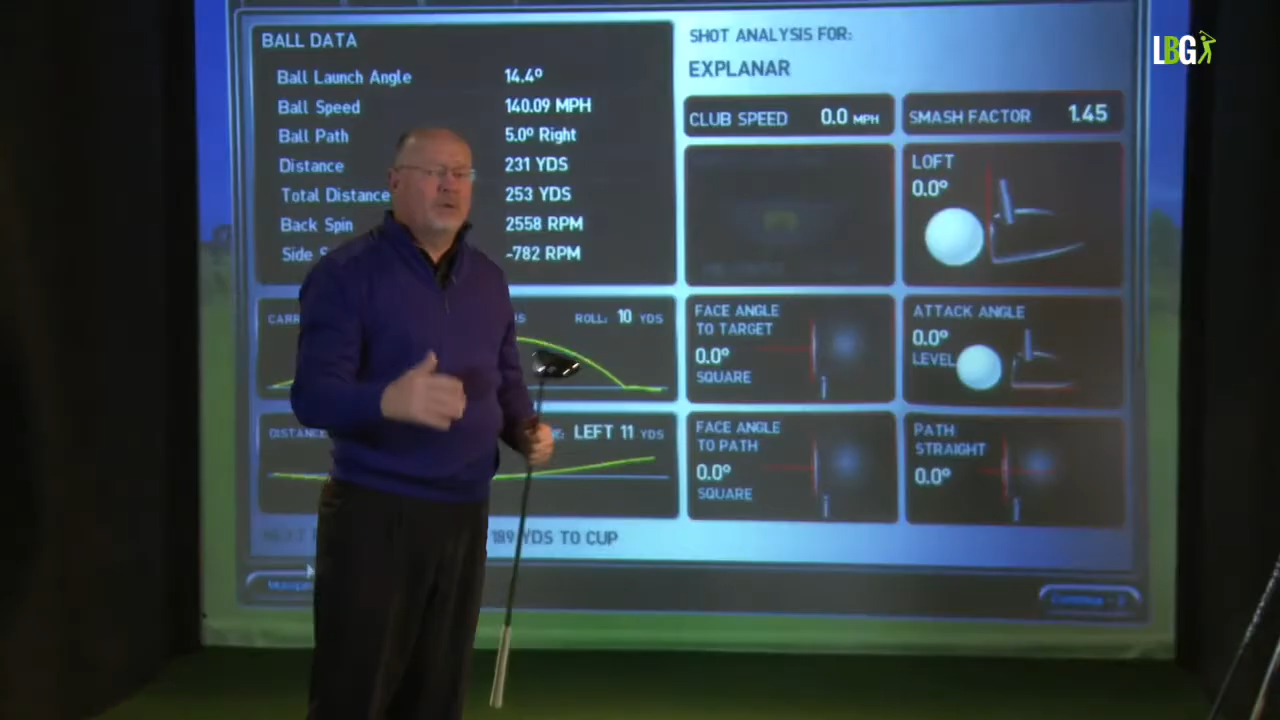 BALL DATA
Ball Launch Angle 14.4º
Ball Speed 140.09 MPH
Ball Path 5.0º Right
Distance 231 YDS
Total Distance 253 YDS
Back Spin 2558 RPM
Side -782 RPM
ROLL: 10 YDS
LEFT 11 YDS
189 YDS TO CUP
SHOT ANALYSIS FOR:
EXPLANAR
CLUB SPEED 0.0 MPH
SMASH FACTOR 1.45
LOFT
0.0º
FACE ANGLE
TO TARGET
0.0º
SQUARE
ATTACK ANGLE
0.0º
LEVEL
FACE ANGLE
TO PATH
0.0º
SQUARE
PATH
STRAIGHT
0.0º
LBG